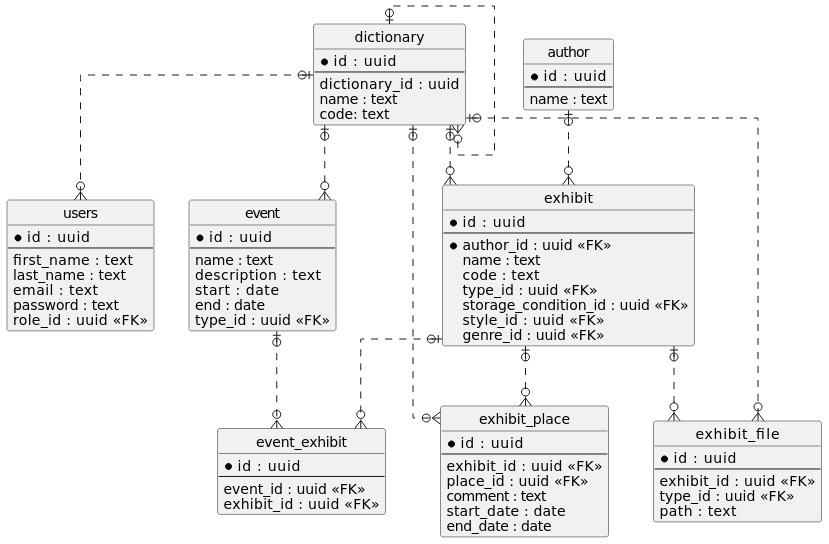 dictionary
id : uuid
dictionary_id : uuid
name : text
code: text
author
id : uuid
name : text
users
id : uuid
first_name : text
last_name : text
email : text
password : text
role_id : uuid «FK»
event
id : uuid
name : text
description : text
start : date
end : date
type_id : uuid «FK»
exhibit
id : uuid
author_id : uuid «FK»
name : text
code : text
type_id : uuid «FK»
storage_condition_id : uuid «FK»
style_id : uuid «FK»
genre_id : uuid «FK»
event_exhibit
id : uuid
event_id : uuid «FK»
exhibit_id : uuid «FK»
exhibit_place
id : uuid
exhibit_id : uuid «FK»
place_id : uuid «FK»
comment : text
start_date : date
end_date : date
exhibit_file
id : uuid
exhibit_id : uuid «FK»
type_id : uuid «FK»
path : text